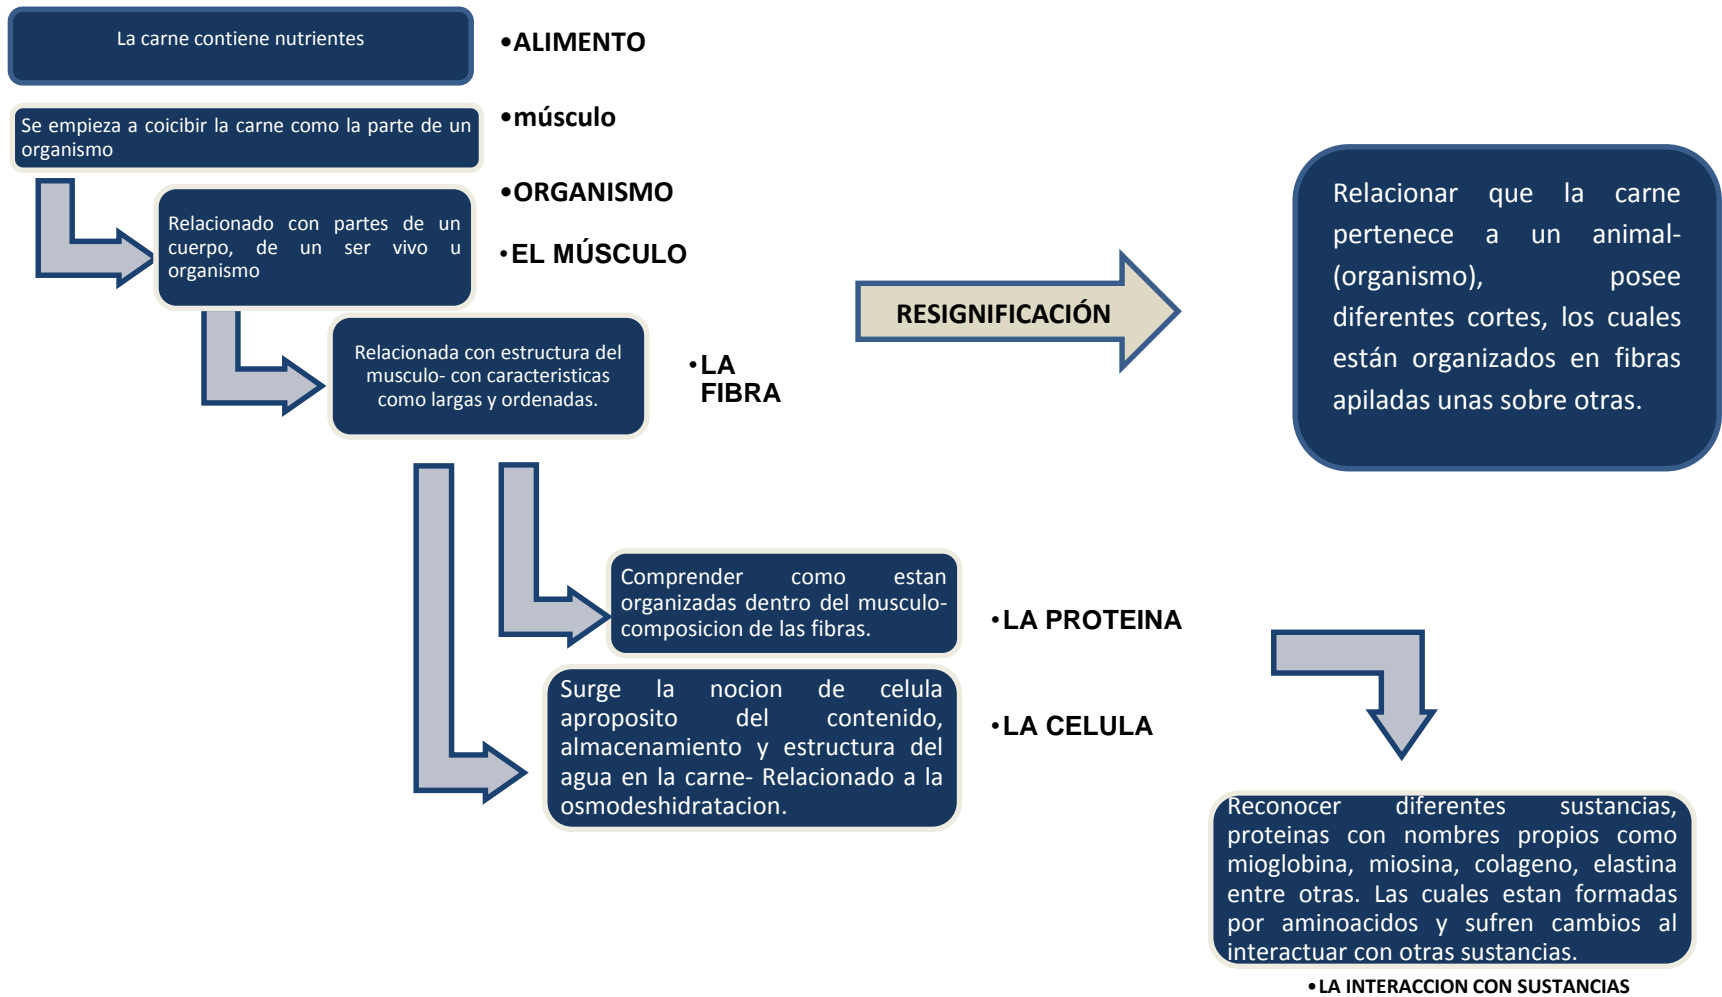 La carne contiene nutrientes
•ALIMENTO
Se empieza a coicibir la carne como la parte de un
organismo
•músculo
•ORGANISMO
Relacionado con partes de un
cuerpo, de un ser vivo u
organismo
•EL MÚSCULO
Relacionada con estructura del
musculo- con caracteristicas
como largas y ordenadas.
•LA
FIBRA
RESIGNIFICACIÓN
Relacionar que la carne
pertenece a un animal-
(organismo), posee
diferentes cortes, los cuales
están organizados en fibras
apiladas unas sobre otras.
Comprender como estan
organizadas dentro del musculo-
composicion de las fibras.
•LA PROTEINA
Surge la nocion de celula
aproposito del contenido,
almacenamiento y estructura del
agua en la carne- Relacionado a la
osmodeshidratacion.
•LA CELULA
Reconocer diferentes sustancias,
proteinas con nombres propios como
mioglobina, miosina, colageno, elastina
entre otras. Las cuales estan formadas
por aminoacidos y sufren cambios al
interactuar con otras sustancias.
•LA INTERACCION CON SUSTANCIAS